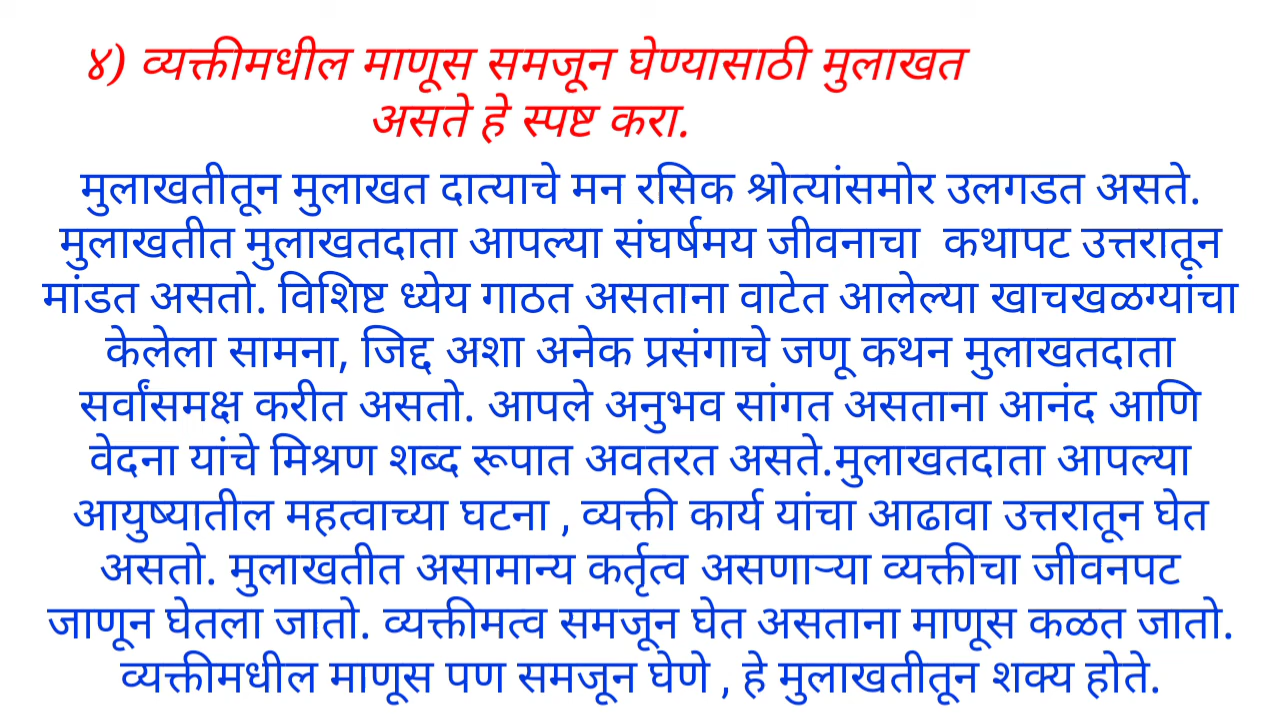 ४) व्यक्तीमधील माणूस समजून घेण्यासाठी मुलाखत
असते हे स्पष्ट करा.
मुलाखतीतून मुलाखत दात्याचे मन रसिक श्रोत्यांसमोर उलगडत असते.
मुलाखतीत मुलाखतदाता आपल्या संघर्षमय जीवनाचा  कथापट उत्तरातून
मांडत असतो. विशिष्ट ध्येय गाठत असताना वाटेत आलेल्या खाचखळग्यांचा
केलेला सामना, जिद्द अशा अनेक प्रसंगाचे जणू कथन मुलाखतदाता
सर्वांसमक्ष करीत असतो. आपले अनुभव सांगत असताना आनंद आणि
वेदना यांचे मिश्रण शब्द रूपात अवतरत असते.मुलाखतदाता आपल्या
आयुष्यातील महत्वाच्या घटना , व्यक्ती कार्य यांचा आढावा उत्तरातून घेत
असतो. मुलाखतीत असामान्य कर्तृत्व असणाऱ्या व्यक्तीचा जीवनपट
जाणून घेतला जातो. व्यक्तीमत्व समजून घेत असताना माणूस कळत जातो.
व्यक्तीमधील माणूस पण समजून घेणे , हे मुलाखतीतून शक्य होते.